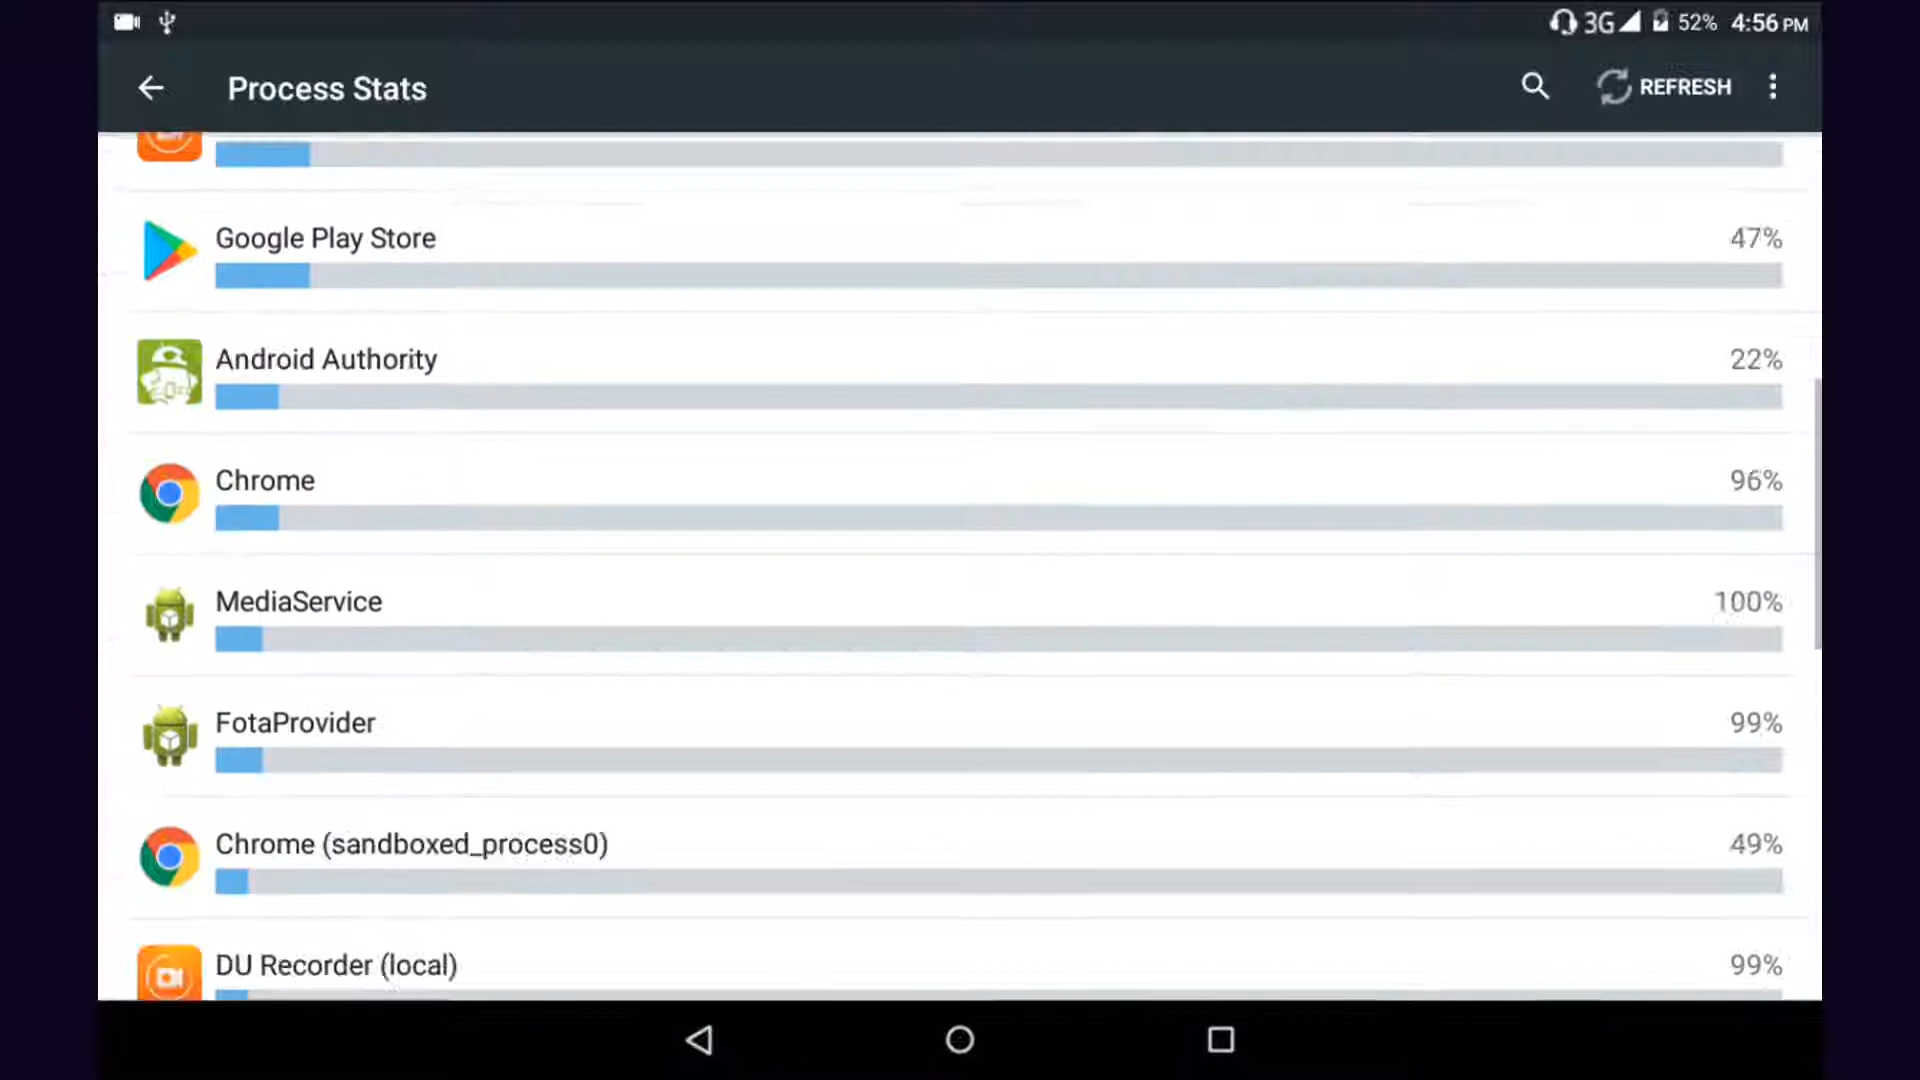 3G 52% 4:56 PM
Process Stats
REFRESH
Google Play Store 47%
Android Authority 22%
Chrome 96%
MediaService 100%
FotaProvider 99%
Chrome (sandboxed_process0) 49%
DU Recorder (local) 99%